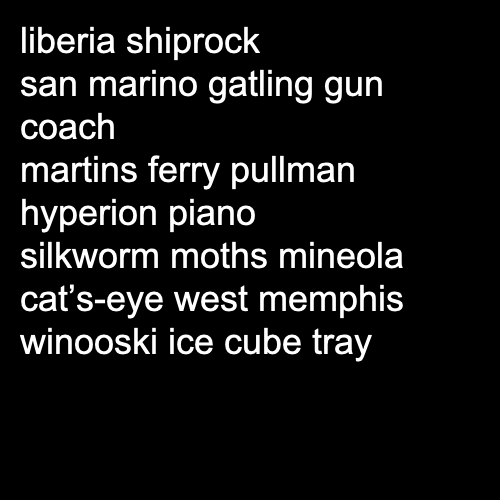 liberia shiprock
san marino gatling gun
coach
martins ferry pullman
hyperion piano
silkworm moths mineola
cat’s-eye west memphis
winooski ice cube tray